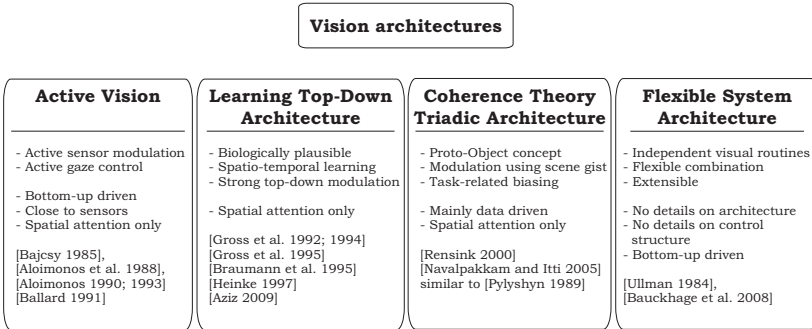 Vision architectures
Active Vision
- Active sensor modulation
- Active gaze control
- Bottom-up driven
- Close to sensors
- Spatial attention only
[Bajcsy 1985],
[Aloimonos et al. 1988],
[Aloimonos 1990; 1993]
[Ballard 1991]
Learning Top-Down
Architecture
- Biologically plausible
- Spatio-temporal learning
- Strong top-down modulation
- Spatial attention only
[Gross et al. 1992; 1994]
[Gross et al. 1995]
[Braumann et al. 1995]
[Heinke 1997]
[Aziz 2009]
Coherence Theory
Triadic Architecture
- Proto-Object concept
- Modulation using scene gist
- Task-related biasing
- Mainly data driven
- Spatial attention only
[Rensink 2000]
[Navalpakkam and Itti 2005]
similar to [Pylyshyn 1989]
Flexible System
Architecture
- Independent visual routines
- Flexible combination
- Extensible
- No details on architecture
- No details on control
structure
- Bottom-up driven
[Ullman 1984],
[Bauckhage et al. 2008]